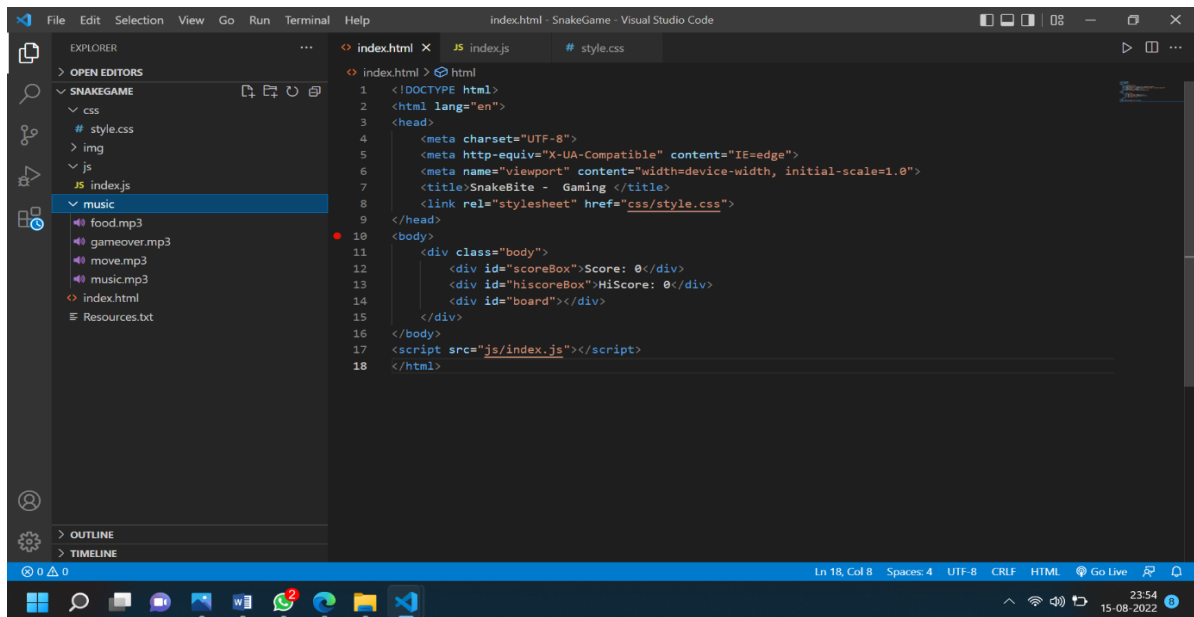 File Edit Selection View Go Run Terminal Help
index.html - SnakeGame - Visual Studio Code
EXPLORER
OPEN EDITORS
SNAKEGAME
css
# style.css
img
js
JS index.js
music
food.mp3
gameover.mp3
move.mp3
music.mp3
<> index.html
Resources.txt
OUTLINE
TIMELINE
<> index.html JS index.js # style.css
<> index.html > html
1 <!DOCTYPE html>
2 <html lang="en">
3 <head>
4 <meta charset="UTF-8">
5 <meta http-equiv="X-UA-Compatible" content="IE=edge">
6 <meta name="viewport" content="width=device-width, initial-scale=1.0">
7 <title>SnakeBite -  Gaming </title>
8 <link rel="stylesheet" href="css/style.css">
9 </head>
10 <body>
11 <div class="body">
12 <div id="scoreBox">Score: 0</div>
13 <div id="hiscoreBox">HiScore: 0</div>
14 <div id="board"></div>
15 </div>
16 </body>
17 <script src="js/index.js"></script>
18 </html>
0 0
Ln 18, Col 8 Spaces: 4 UTF-8 CRLF HTML Go Live
2
23:54
15-08-2022
8